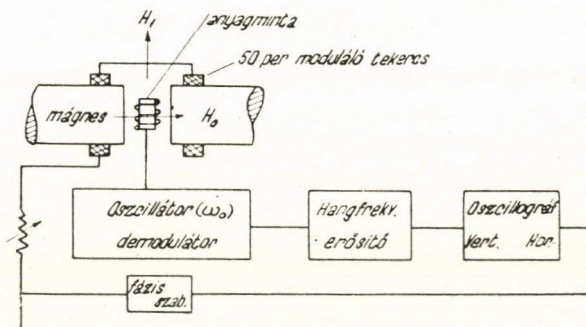 H₁
anyagminta
50 per moduláló tekercs
mágnes
H₀
Oszcillátor (ω₀)
demodulátor
Hangfrekv.
erősítő
Oszcillográf
Vert. Hor.
fázis
szab.